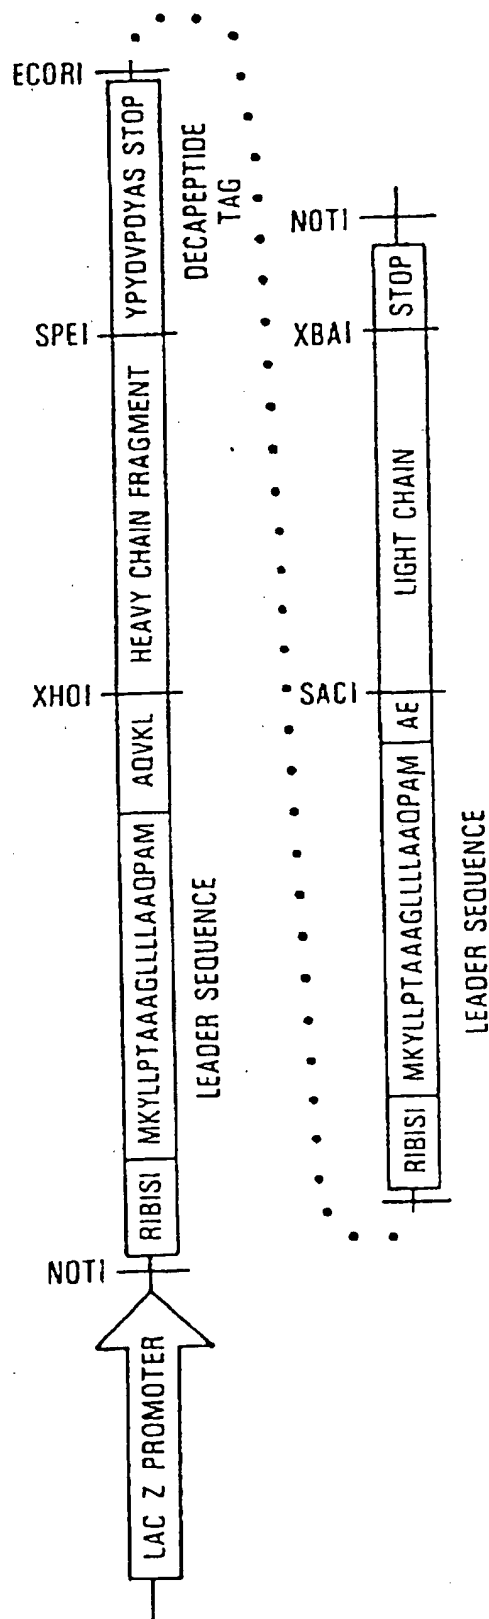 LAC Z PROMOTER
NOTI
RIBISI
MKYLLPTAAAGLLLLAAQPAM
LEADER SEQUENCE
AQVKL
XHOI
HEAVY CHAIN FRAGMENT
SPEI
YPYDVPDYAS STOP
DECAPEPTIDE
TAG
ECORI
RIBISI
MKYLLPTAAAGLLLLAAQPAM
LEADER SEQUENCE
AE
SACI
LIGHT CHAIN
XBAI
STOP
NOTI